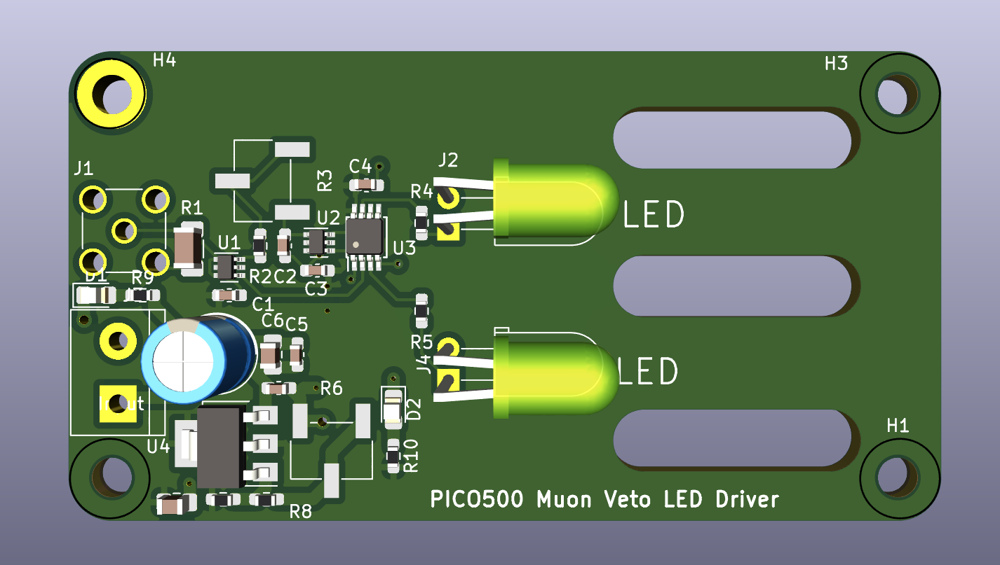 H4
H3
J1
R3
C4
J2
R4
LED
R1
U2
U1
U3
R2
C2
C3
D1
R9
C1
C6
C5
R5
J4
LED
R6
D2
Input
H1
U4
R10
PICO500 Muon Veto LED Driver
R8